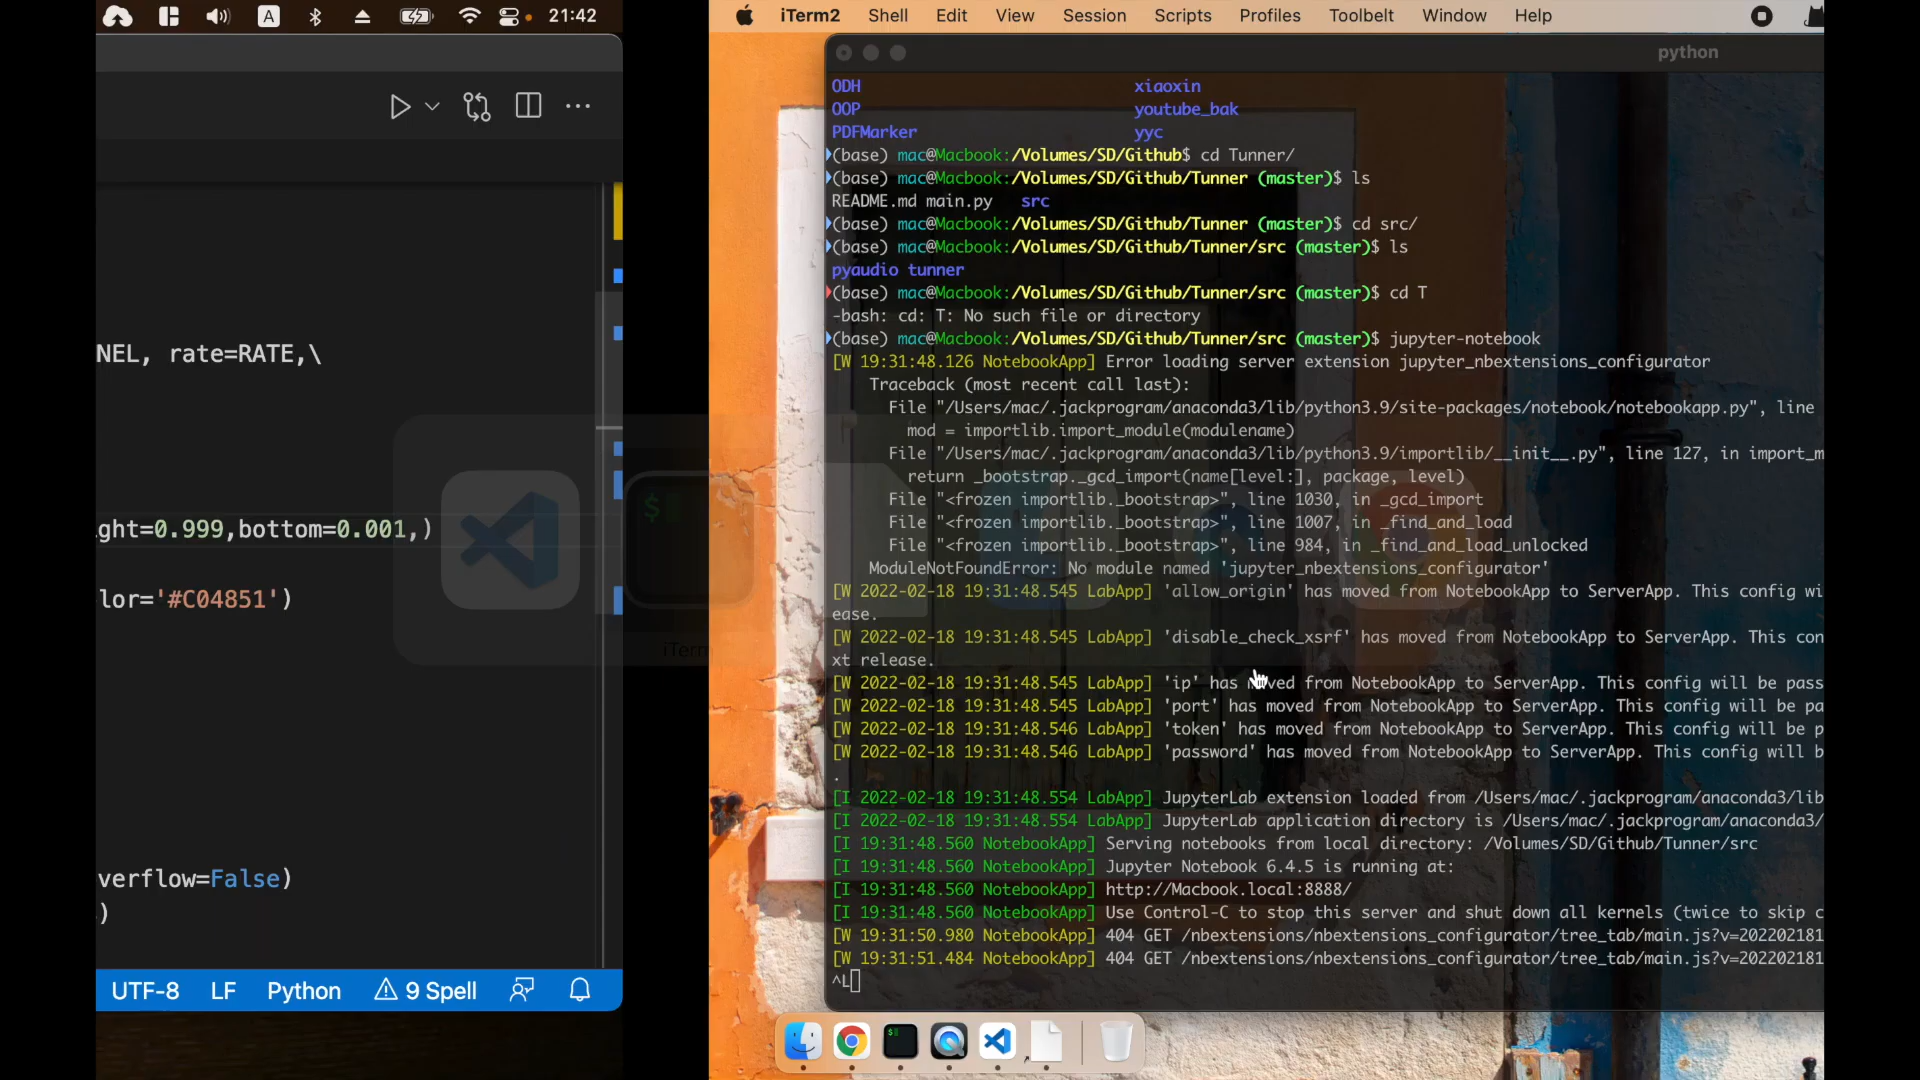 A 21:42
NEL, rate=RATE,\
ght=0.999,bottom=0.001,)
lor='#C04851')
verflow=False)
)
UTF-8 LF Python 9 Spell
iTerm2 Shell Edit View Session Scripts Profiles Toolbelt Window Help
python
ODH xiaoxin
OOP youtube_bak
PDFMarker yyc
(base) mac@Macbook:/Volumes/SD/Github$ cd Tunner/
(base) mac@Macbook:/Volumes/SD/Github/Tunner (master)$ ls
README.md main.py src
(base) mac@Macbook:/Volumes/SD/Github/Tunner (master)$ cd src/
(base) mac@Macbook:/Volumes/SD/Github/Tunner/src (master)$ ls
pyaudio tunner
(base) mac@Macbook:/Volumes/SD/Github/Tunner/src (master)$ cd T
-bash: cd: T: No such file or directory
(base) mac@Macbook:/Volumes/SD/Github/Tunner/src (master)$ jupyter-notebook
[W 19:31:48.126 NotebookApp] Error loading server extension jupyter_nbextensions_configurator
Traceback (most recent call last):
File "/Users/mac/.jackprogram/anaconda3/lib/python3.9/site-packages/notebook/notebookapp.py", line
mod = importlib.import_module(modulename)
File "/Users/mac/.jackprogram/anaconda3/lib/python3.9/importlib/__init__.py", line 127, in import_m
return _bootstrap._gcd_import(name[level:], package, level)
File "<frozen importlib._bootstrap>", line 1030, in _gcd_import
File "<frozen importlib._bootstrap>", line 1007, in _find_and_load
File "<frozen importlib._bootstrap>", line 984, in _find_and_load_unlocked
ModuleNotFoundError: No module named 'jupyter_nbextensions_configurator'
[W 2022-02-18 19:31:48.545 LabApp] 'allow_origin' has moved from NotebookApp to ServerApp. This config wi
ease.
[W 2022-02-18 19:31:48.545 LabApp] 'disable_check_xsrf' has moved from NotebookApp to ServerApp. This con
xt release.
[W 2022-02-18 19:31:48.545 LabApp] 'ip' has moved from NotebookApp to ServerApp. This config will be pass
[W 2022-02-18 19:31:48.545 LabApp] 'port' has moved from NotebookApp to ServerApp. This config will be pa
[W 2022-02-18 19:31:48.546 LabApp] 'token' has moved from NotebookApp to ServerApp. This config will be p
[W 2022-02-18 19:31:48.546 LabApp] 'password' has moved from NotebookApp to ServerApp. This config will b
.
[I 2022-02-18 19:31:48.554 LabApp] JupyterLab extension loaded from /Users/mac/.jackprogram/anaconda3/lib
[I 2022-02-18 19:31:48.554 LabApp] JupyterLab application directory is /Users/mac/.jackprogram/anaconda3/
[I 19:31:48.560 NotebookApp] Serving notebooks from local directory: /Volumes/SD/Github/Tunner/src
[I 19:31:48.560 NotebookApp] Jupyter Notebook 6.4.5 is running at:
[I 19:31:48.560 NotebookApp] http://Macbook.local:8888/
[I 19:31:48.560 NotebookApp] Use Control-C to stop this server and shut down all kernels (twice to skip c
[W 19:31:50.980 NotebookApp] 404 GET /nbextensions/nbextensions_configurator/tree_tab/main.js?v=202202181
[W 19:31:51.484 NotebookApp] 404 GET /nbextensions/nbextensions_configurator/tree_tab/main.js?v=202202181
^L
iTerm